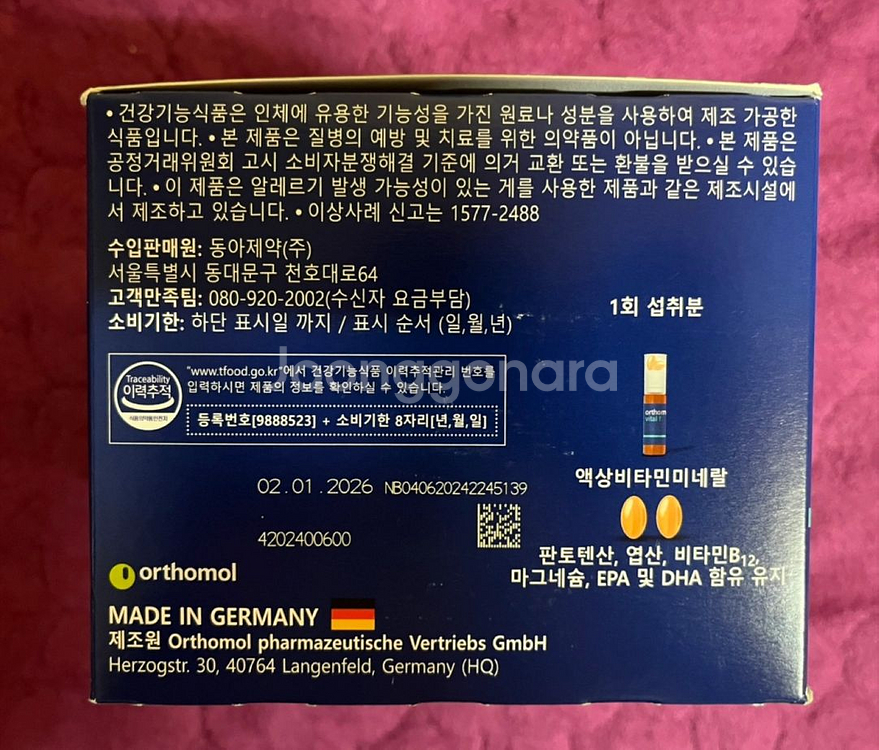 • 건강기능식품은 인체에 유용한 기능성을 가진 원료나 성분을 사용하여 제조 가공한
식품입니다. • 본 제품은 질병의 예방 및 치료를 위한 의약품이 아닙니다. • 본 제품은
공정거래위원회 고시 소비자분쟁해결 기준에 의거 교환 또는 환불을 받으실 수 있습
니다. • 이 제품은 알레르기 발생 가능성이 있는 게를 사용한 제품과 같은 제조시설에
서 제조하고 있습니다. • 이상사례 신고는 1577-2488
수입판매원: 동아제약(주)
서울특별시 동대문구 천호대로64
고객만족팀: 080-920-2002(수신자 요금부담)
소비기한: 하단 표시일 까지 / 표시 순서 (일,월,년)
Traceability
이력추적
식품의약품안전처
"www.tfood.go.kr"에서 건강기능식품 이력추적관리 번호를
입력하시면 제품의 정보를 확인하실 수 있습니다.
등록번호[9888523] + 소비기한 8자리[년,월,일]
joonggonara
02.01.2026 NB040620242245139
4202400600
orthomol
MADE IN GERMANY
제조원 Orthomol pharmazeutische Vertriebs GmbH
Herzogstr. 30, 40764 Langenfeld, Germany (HQ)
1회 섭취분
orthom
vital f
액상비타민미네랄
판토텐산, 엽산, 비타민B12,
마그네슘, EPA 및 DHA 함유 유지